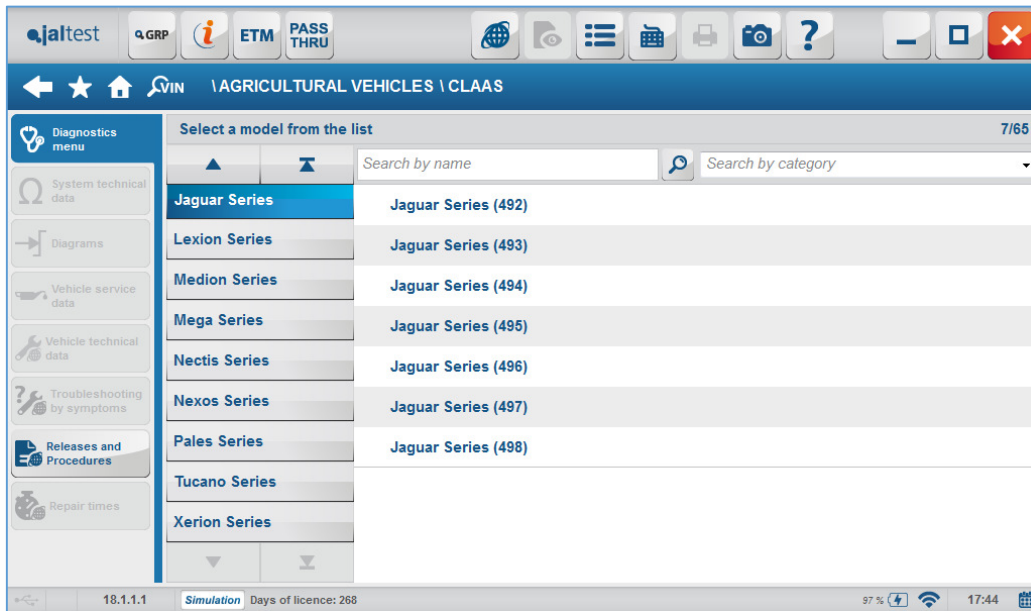 jaltest
GRP
i
ETM
PASS
THRU
?
VIN
\ AGRICULTURAL VEHICLES \ CLAAS
Diagnostics
menu
System technical
data
Diagrams
Vehicle service
data
Vehicle technical
data
Troubleshooting
by symptoms
Releases and
Procedures
Repair times
Select a model from the list
7/65
Search by name
Search by category
Jaguar Series
Lexion Series
Medion Series
Mega Series
Nectis Series
Nexos Series
Pales Series
Tucano Series
Xerion Series
Jaguar Series (492)
Jaguar Series (493)
Jaguar Series (494)
Jaguar Series (495)
Jaguar Series (496)
Jaguar Series (497)
Jaguar Series (498)
18.1.1.1
Simulation Days of licence: 268
97 %
17:44